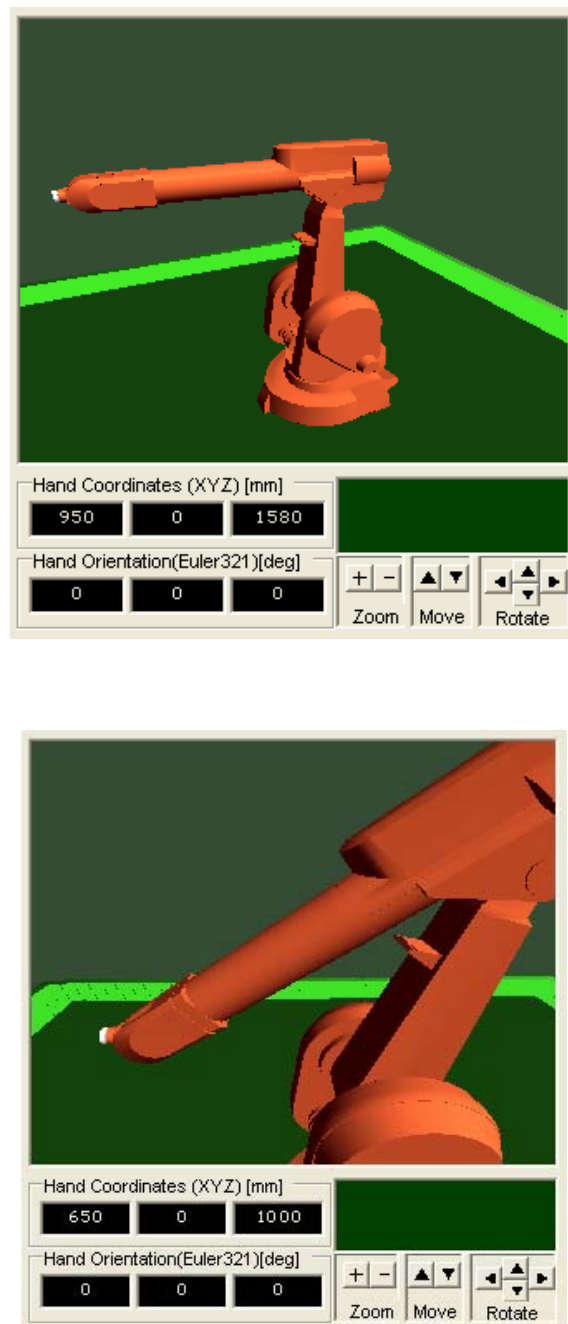 Hand Coordinates (XYZ) [mm]
950 0 1580
Hand Orientation(Euler321)[deg]
0 0 0
+ -
Zoom Move Rotate
Hand Coordinates (XYZ) [mm]
650 0 1000
Hand Orientation(Euler321)[deg]
0 0 0
+ -
Zoom Move Rotate